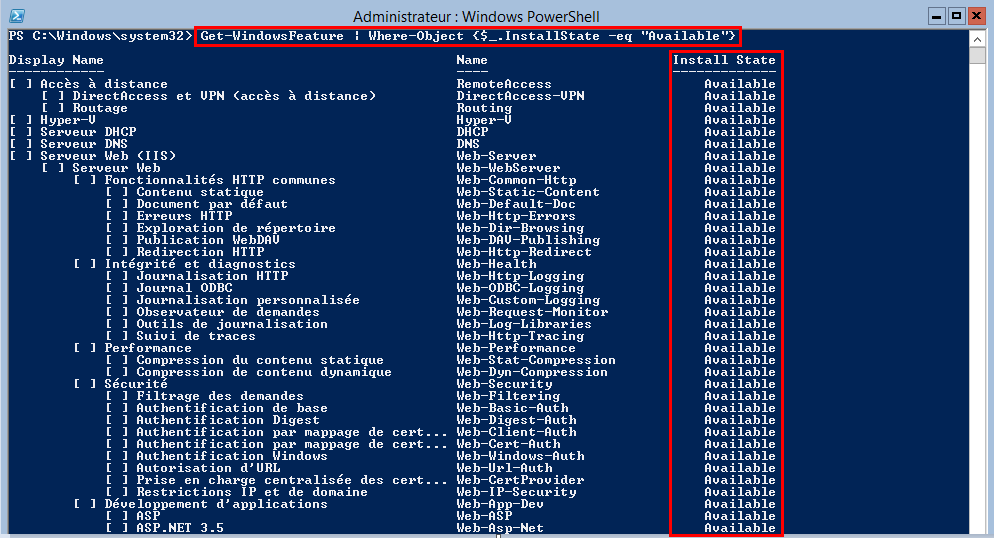 Administrateur : Windows PowerShell
PS C:\Windows\system32> Get-WindowsFeature | Where-Object {$_.InstallState -eq "Available"}
Display Name Name Install State
------------ ---- -------------
[ ] Accès à distance RemoteAccess Available
[ ] DirectAccess et VPN (accès à distance) DirectAccess-VPN Available
[ ] Routage Routing Available
[ ] Hyper-V Hyper-V Available
[ ] Serveur DHCP DHCP Available
[ ] Serveur DNS DNS Available
[ ] Serveur Web (IIS) Web-Server Available
[ ] Serveur Web Web-WebServer Available
[ ] Fonctionnalités HTTP communes Web-Common-Http Available
[ ] Contenu statique Web-Static-Content Available
[ ] Document par défaut Web-Default-Doc Available
[ ] Erreurs HTTP Web-Http-Errors Available
[ ] Exploration de répertoire Web-Dir-Browsing Available
[ ] Publication WebDAV Web-DAV-Publishing Available
[ ] Redirection HTTP Web-Http-Redirect Available
[ ] Intégrité et diagnostics Web-Health Available
[ ] Journalisation HTTP Web-Http-Logging Available
[ ] Journal ODBC Web-ODBC-Logging Available
[ ] Journalisation personnalisée Web-Custom-Logging Available
[ ] Observateur de demandes Web-Request-Monitor Available
[ ] Outils de journalisation Web-Log-Libraries Available
[ ] Suivi de traces Web-Http-Tracing Available
[ ] Performance Web-Performance Available
[ ] Compression du contenu statique Web-Stat-Compression Available
[ ] Compression de contenu dynamique Web-Dyn-Compression Available
[ ] Sécurité Web-Security Available
[ ] Filtrage des demandes Web-Filtering Available
[ ] Authentification de base Web-Basic-Auth Available
[ ] Authentification Digest Web-Digest-Auth Available
[ ] Authentification par mappage de cert... Web-Client-Auth Available
[ ] Authentification par mappage de cert... Web-Cert-Auth Available
[ ] Authentification Windows Web-Windows-Auth Available
[ ] Autorisation d'URL Web-Url-Auth Available
[ ] Prise en charge centralisée des cert... Web-CertProvider Available
[ ] Restrictions IP et de domaine Web-IP-Security Available
[ ] Développement d'applications Web-App-Dev Available
[ ] ASP Web-ASP Available
[ ] ASP.NET 3.5 Web-Asp-Net Available